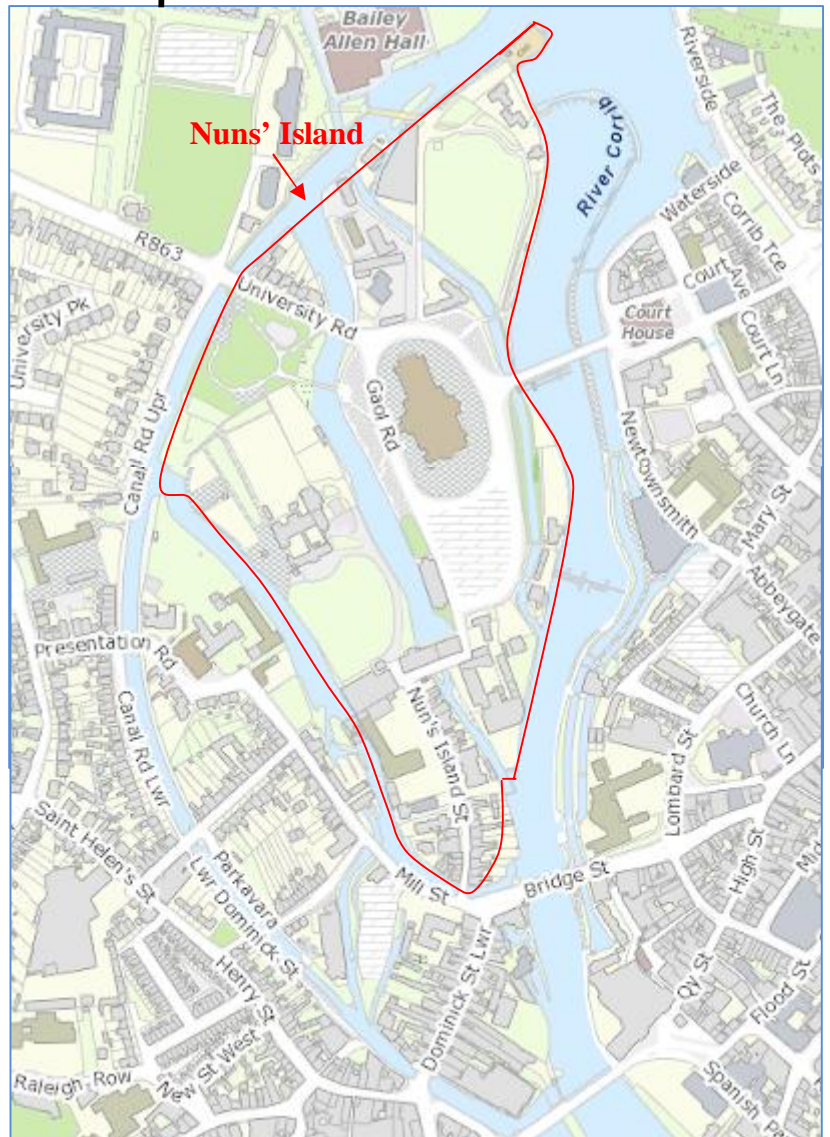 Bailey
Allen Hall
Nuns' Island
River Corrib
Riverside
The Plots
Waterside
Corrib Tce
R863
University Rd
Court Ave
Court
House
Court Ln
University Pk
Gaol Rd
Canal Rd Upr
Newtownsmith
Mary St
Abbeygate
Presentation Rd
Nun's Island St
Church Ln
Canal Rd Lwr
Lombard St
Saint Helen's St
High St
Mill St
Bridge St
Parkavara
Lwr Dominick St
Henry St
Dominick St Lwr
Qy St
Flood St
New St West
Raleigh Row
Spanish